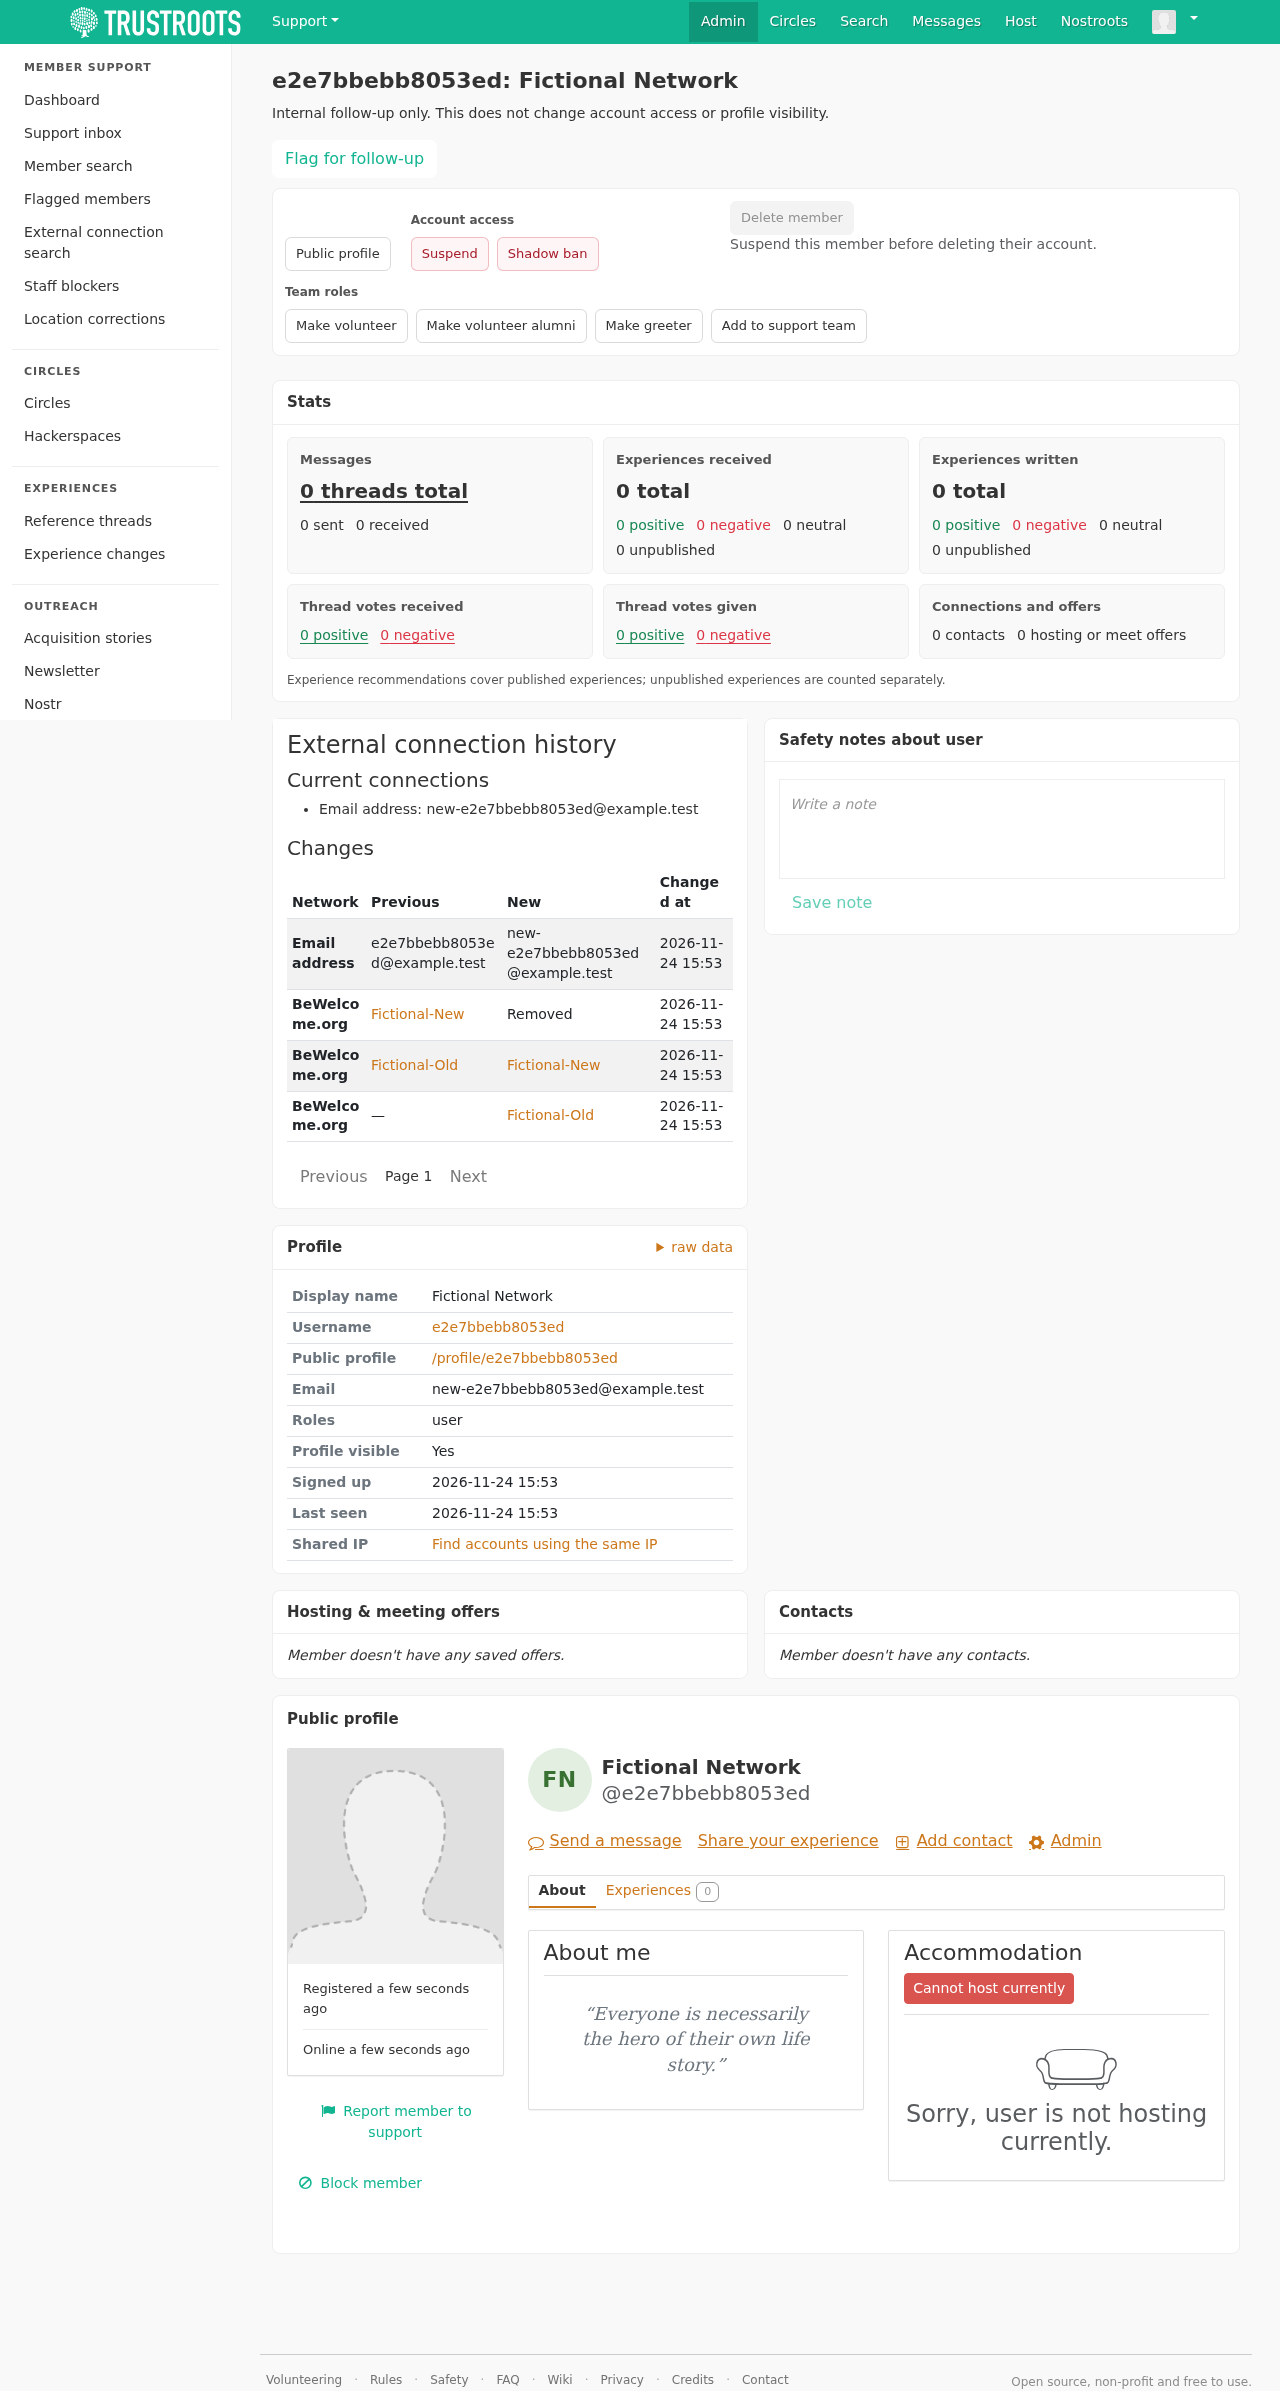 TRUSTROOTS
Support
Admin Circles Search Messages Host Nostroots
MEMBER SUPPORT
Dashboard
Support inbox
Member search
Flagged members
External connection
search
Staff blockers
Location corrections
CIRCLES
Circles
Hackerspaces
EXPERIENCES
Reference threads
Experience changes
OUTREACH
Acquisition stories
Newsletter
Nostr
e2e7bbebb8053ed: Fictional Network
Internal follow-up only. This does not change account access or profile visibility.
Flag for follow-up
Public profile
Account access
Suspend Shadow ban
Delete member
Suspend this member before deleting their account.
Team roles
Make volunteer Make volunteer alumni Make greeter Add to support team
Stats
Messages
0 threads total
0 sent 0 received
Experiences received
0 total
0 positive 0 negative 0 neutral
0 unpublished
Experiences written
0 total
0 positive 0 negative 0 neutral
0 unpublished
Thread votes received
0 positive 0 negative
Thread votes given
0 positive 0 negative
Connections and offers
0 contacts 0 hosting or meet offers
Experience recommendations cover published experiences; unpublished experiences are counted separately.
External connection history
Current connections
• Email address: new-e2e7bbebb8053ed@example.test
Changes
Network Previous New Change
d at
Email
address
e2e7bbebb8053e
d@example.test
new-
e2e7bbebb8053ed
@example.test
2026-11-
24 15:53
BeWelco
me.org
Fictional-New
Removed
2026-11-
24 15:53
BeWelco
me.org
Fictional-Old
Fictional-New
2026-11-
24 15:53
BeWelco
me.org
—
Fictional-Old
2026-11-
24 15:53
Previous Page 1 Next
Safety notes about user
Write a note
Save note
Profile
▶ raw data
Display name Fictional Network
Username e2e7bbebb8053ed
Public profile /profile/e2e7bbebb8053ed
Email new-e2e7bbebb8053ed@example.test
Roles user
Profile visible Yes
Signed up 2026-11-24 15:53
Last seen 2026-11-24 15:53
Shared IP Find accounts using the same IP
Hosting & meeting offers
Member doesn't have any saved offers.
Contacts
Member doesn't have any contacts.
Public profile
Registered a few seconds
ago
Online a few seconds ago
Report member to
support
Block member
FN
Fictional Network
@e2e7bbebb8053ed
Send a message Share your experience Add contact Admin
About Experiences 0
About me
“Everyone is necessarily
the hero of their own life
story.”
Accommodation
Cannot host currently
Sorry, user is not hosting
currently.
Volunteering · Rules · Safety · FAQ · Wiki · Privacy · Credits · Contact
Open source, non-profit and free to use.